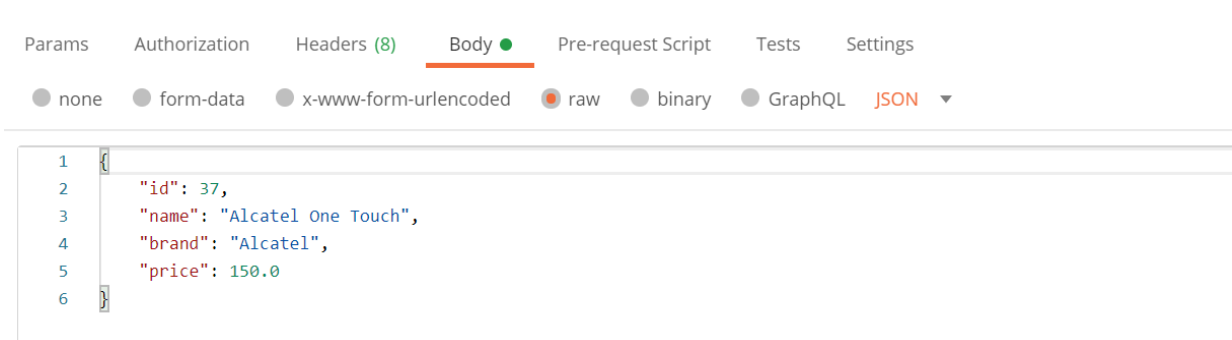 Params Authorization Headers (8) Body Pre-request Script Tests Settings
none form-data x-www-form-urlencoded raw binary GraphQL JSON
1 {
2 "id": 37,
3 "name": "Alcatel One Touch",
4 "brand": "Alcatel",
5 "price": 150.0
6 }